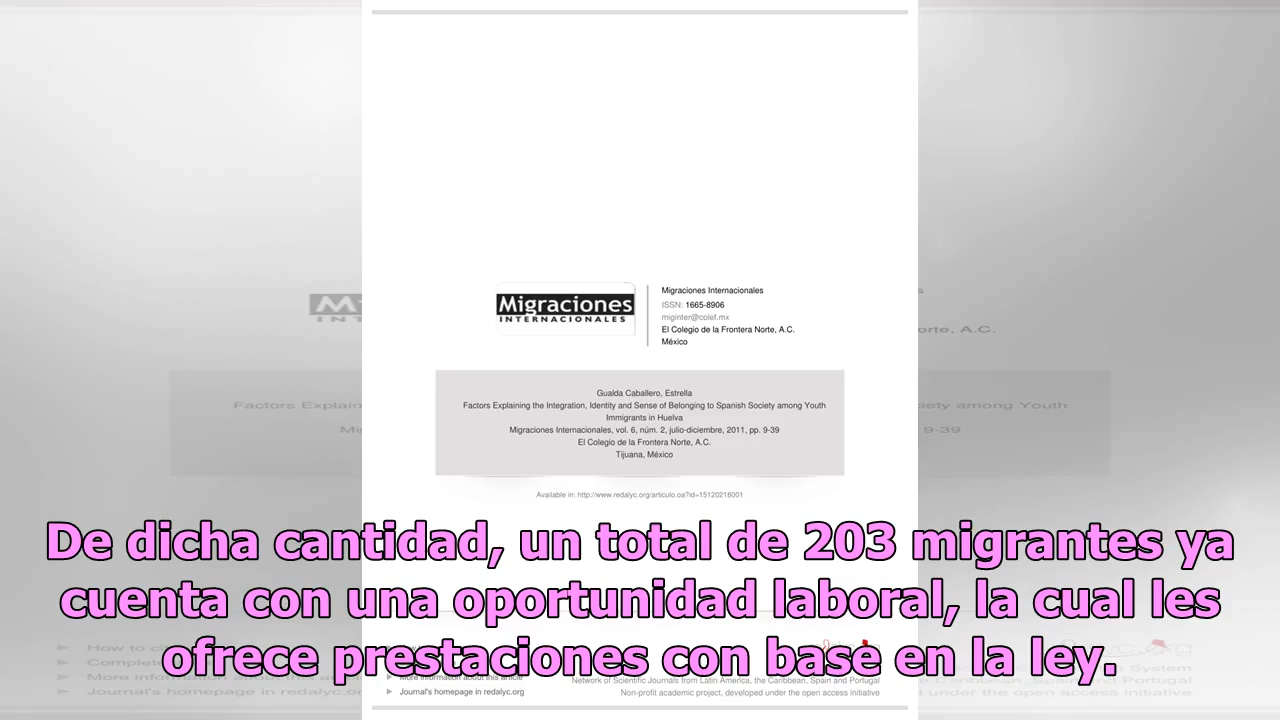 Migraciones
INTERNACIONALES
Migraciones Internacionales
ISSN: 1665-8906
miginter@colef.mx
El Colegio de la Frontera Norte, A.C.
México
Gualda Caballero, Estrella
Factors Explaining the Integration, Identity and Sense of Belonging to Spanish Society among Youth
Immigrants in Huelva
Migraciones Internacionales, vol. 6, núm. 2, julio-diciembre, 2011, pp. 9-39
El Colegio de la Frontera Norte, A.C.
Tijuana, México
Available in: http://www.redalyc.org/articulo.oa?id=15120218001
De dicha cantidad, un total de 203 migrantes ya
cuenta con una oportunidad laboral, la cual les
ofrece prestaciones con base en la ley.
More information about this article
Journal's homepage in redalyc.org
Network of Scientific Journals from Latin America, the Caribbean, Spain and Portugal
Non-profit academic project, developed under the open access initiative